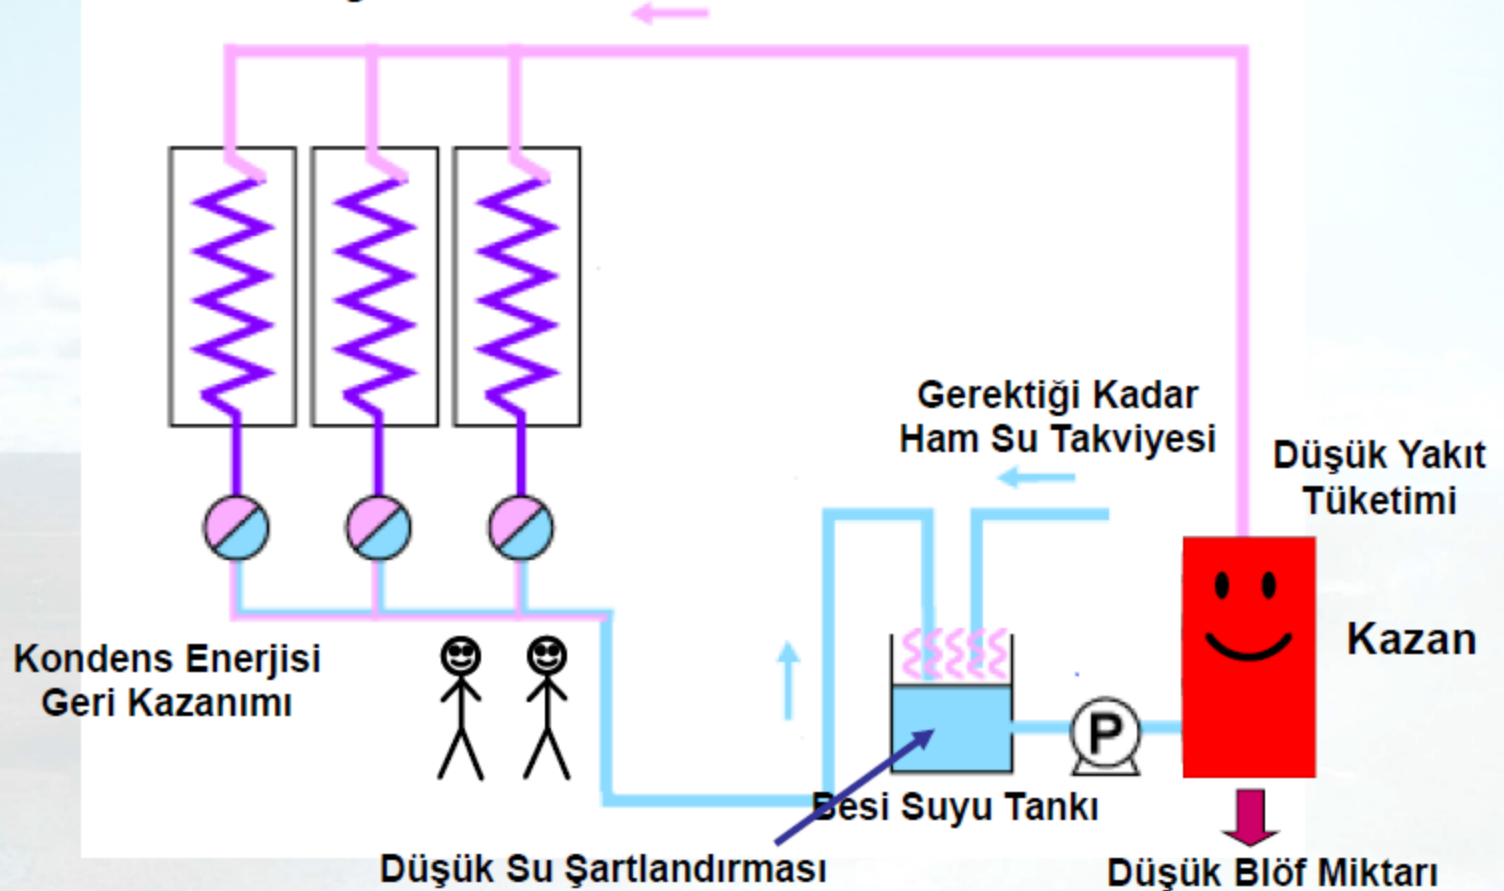 Gerektiği Kadar
Ham Su Takviyesi
Düşük Yakıt
Tüketimi
Kazan
Kondens Enerjisi
Geri Kazanımı
P
Besi Suyu Tankı
Düşük Su Şartlandırması
Düşük Blöf Miktarı